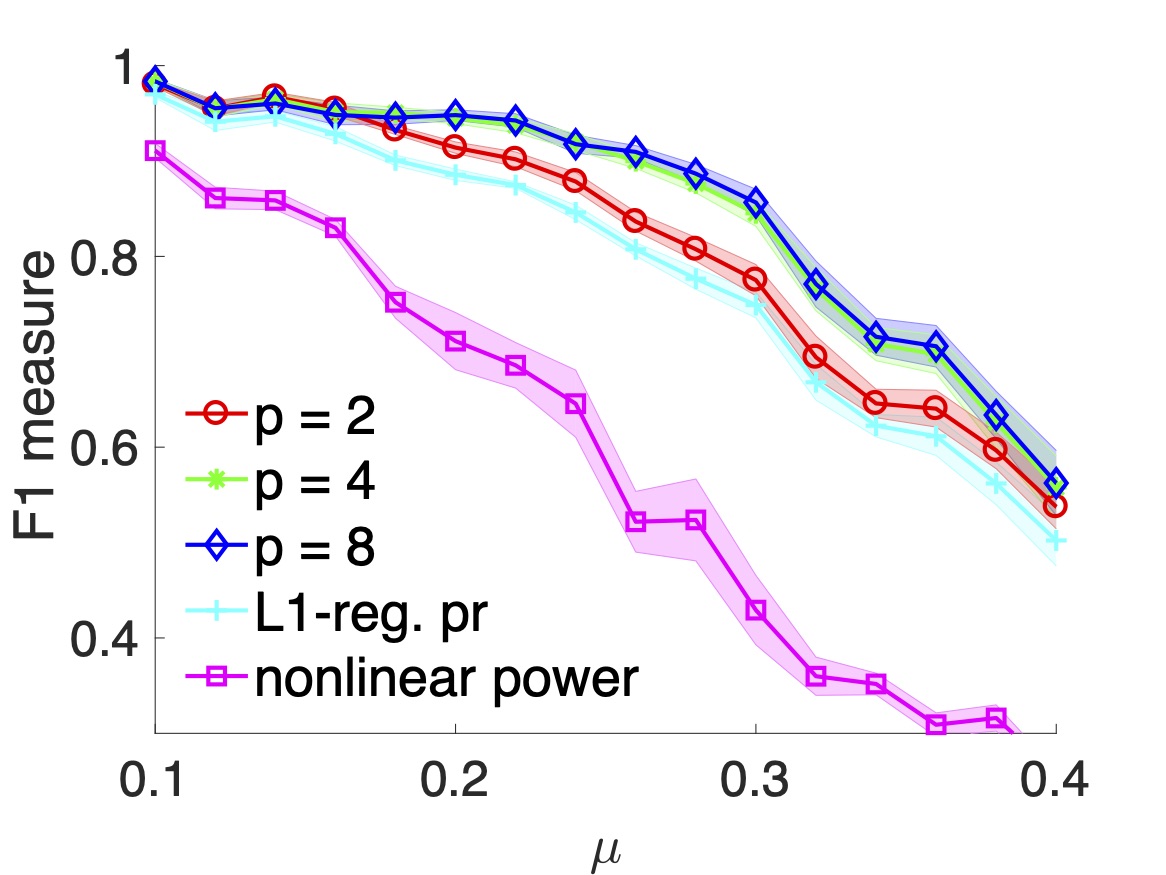 F1 measure
1
0.8
0.6
0.4
p = 2
p = 4
p = 8
L1-reg. pr
nonlinear power
0.1
0.2
0.3
0.4
μ